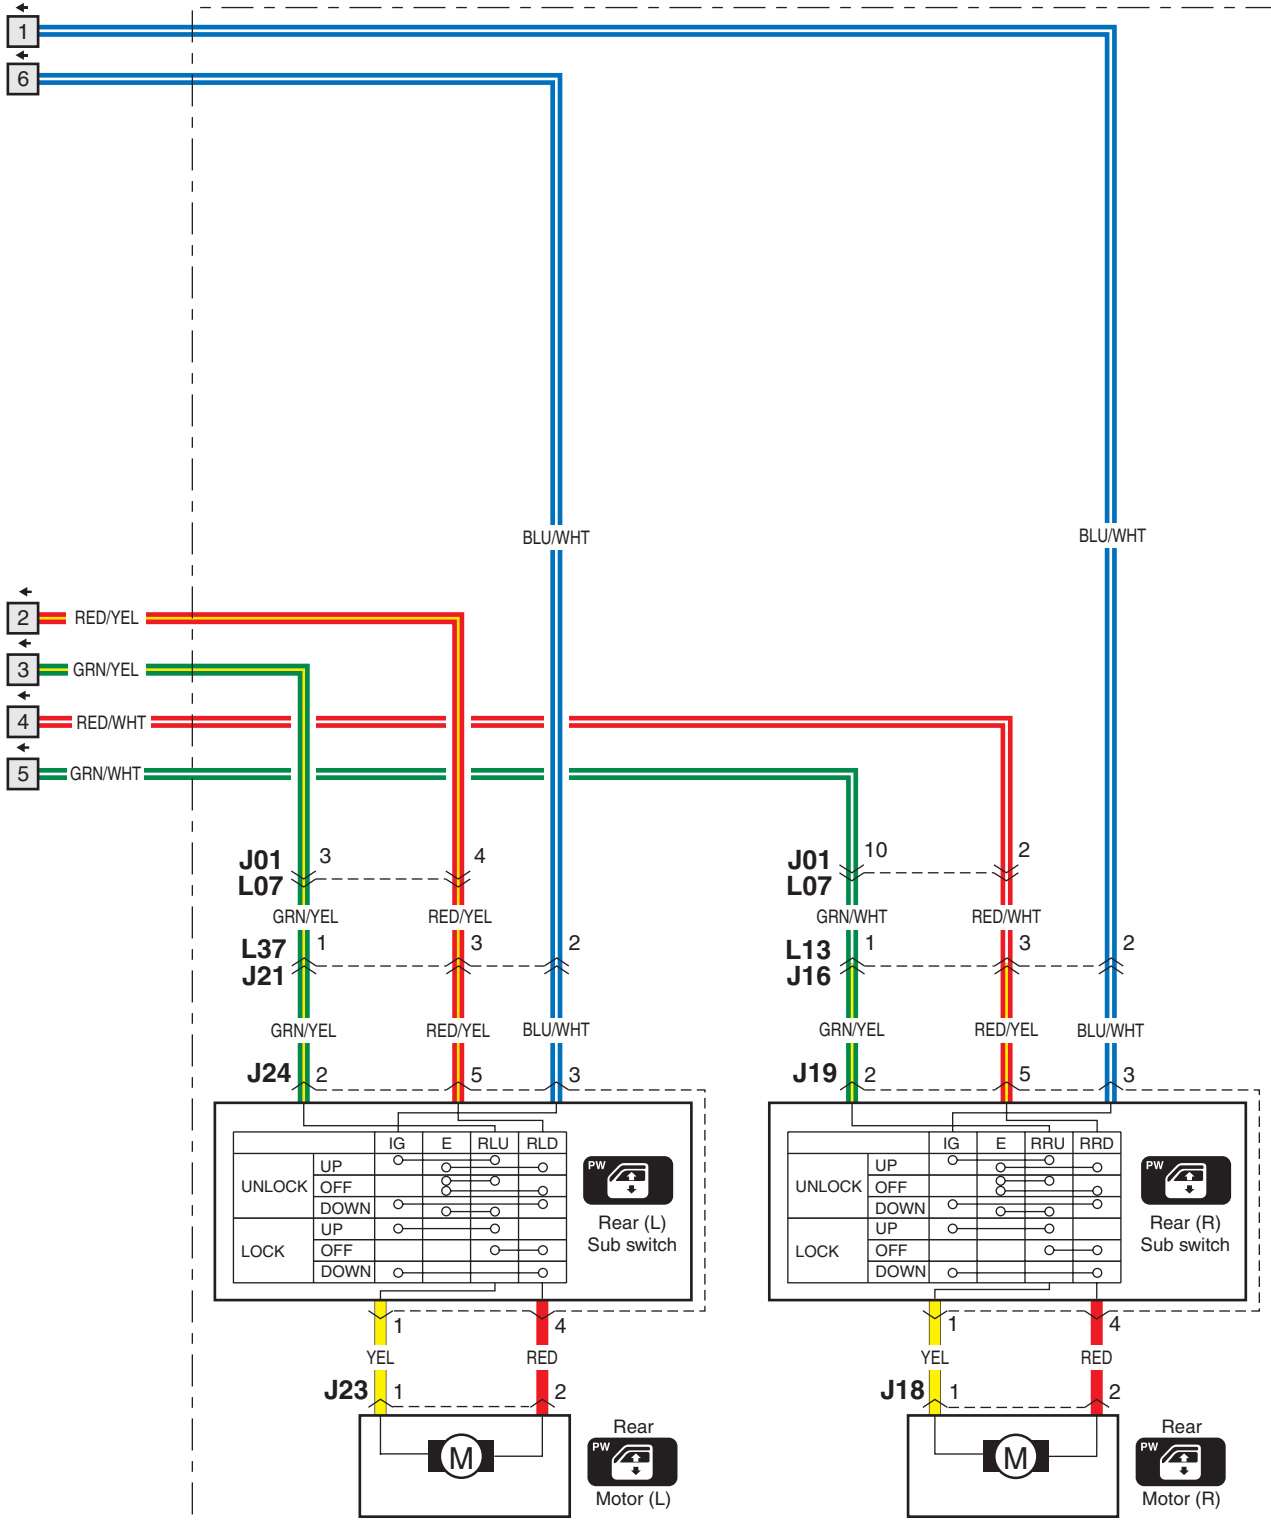 1
6
BLU/WHT BLU/WHT
2 RED/YEL
3 GRN/YEL
4 RED/WHT
5 GRN/WHT
J01 3 4 J01 10 2
L07 L07
GRN/YEL RED/YEL GRN/WHT RED/WHT
L37 1 3 2 L13 1 3 2
J21 J16
GRN/YEL RED/YEL BLU/WHT GRN/YEL RED/YEL BLU/WHT
J24 2 5 3 J19 2 5 3
IG E RLU RLD IG E RRU RRD
UP PW UP PW
UNLOCK OFF UNLOCK OFF
DOWN Rear (L) DOWN Rear (R)
UP Sub switch UP Sub switch
LOCK OFF LOCK OFF
DOWN DOWN
1 4 1 4
YEL RED YEL RED
J23 1 2 J18 1 2
Rear Rear
M PW M PW
Motor (L) Motor (R)